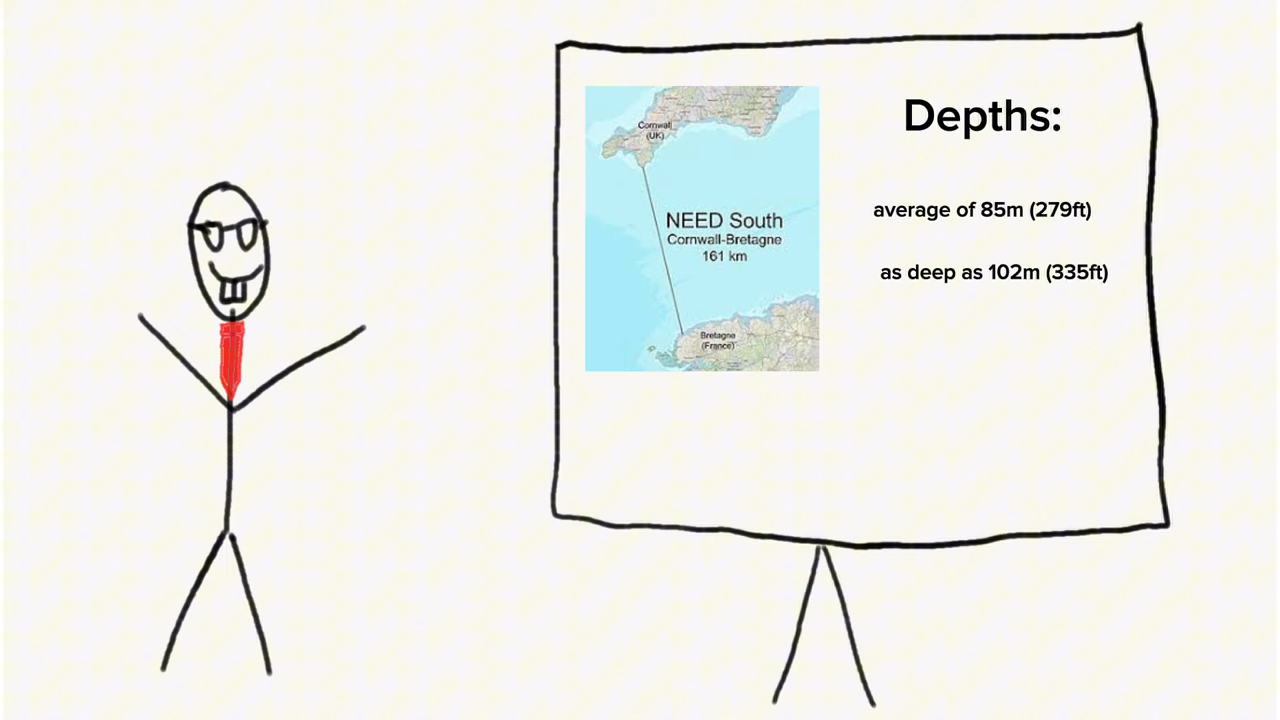 Depths:
Cornwall
(UK)
average of 85m (279ft)
NEED South
Cornwall-Bretagne
161 km
as deep as 102m (335ft)
Bretagne
(France)